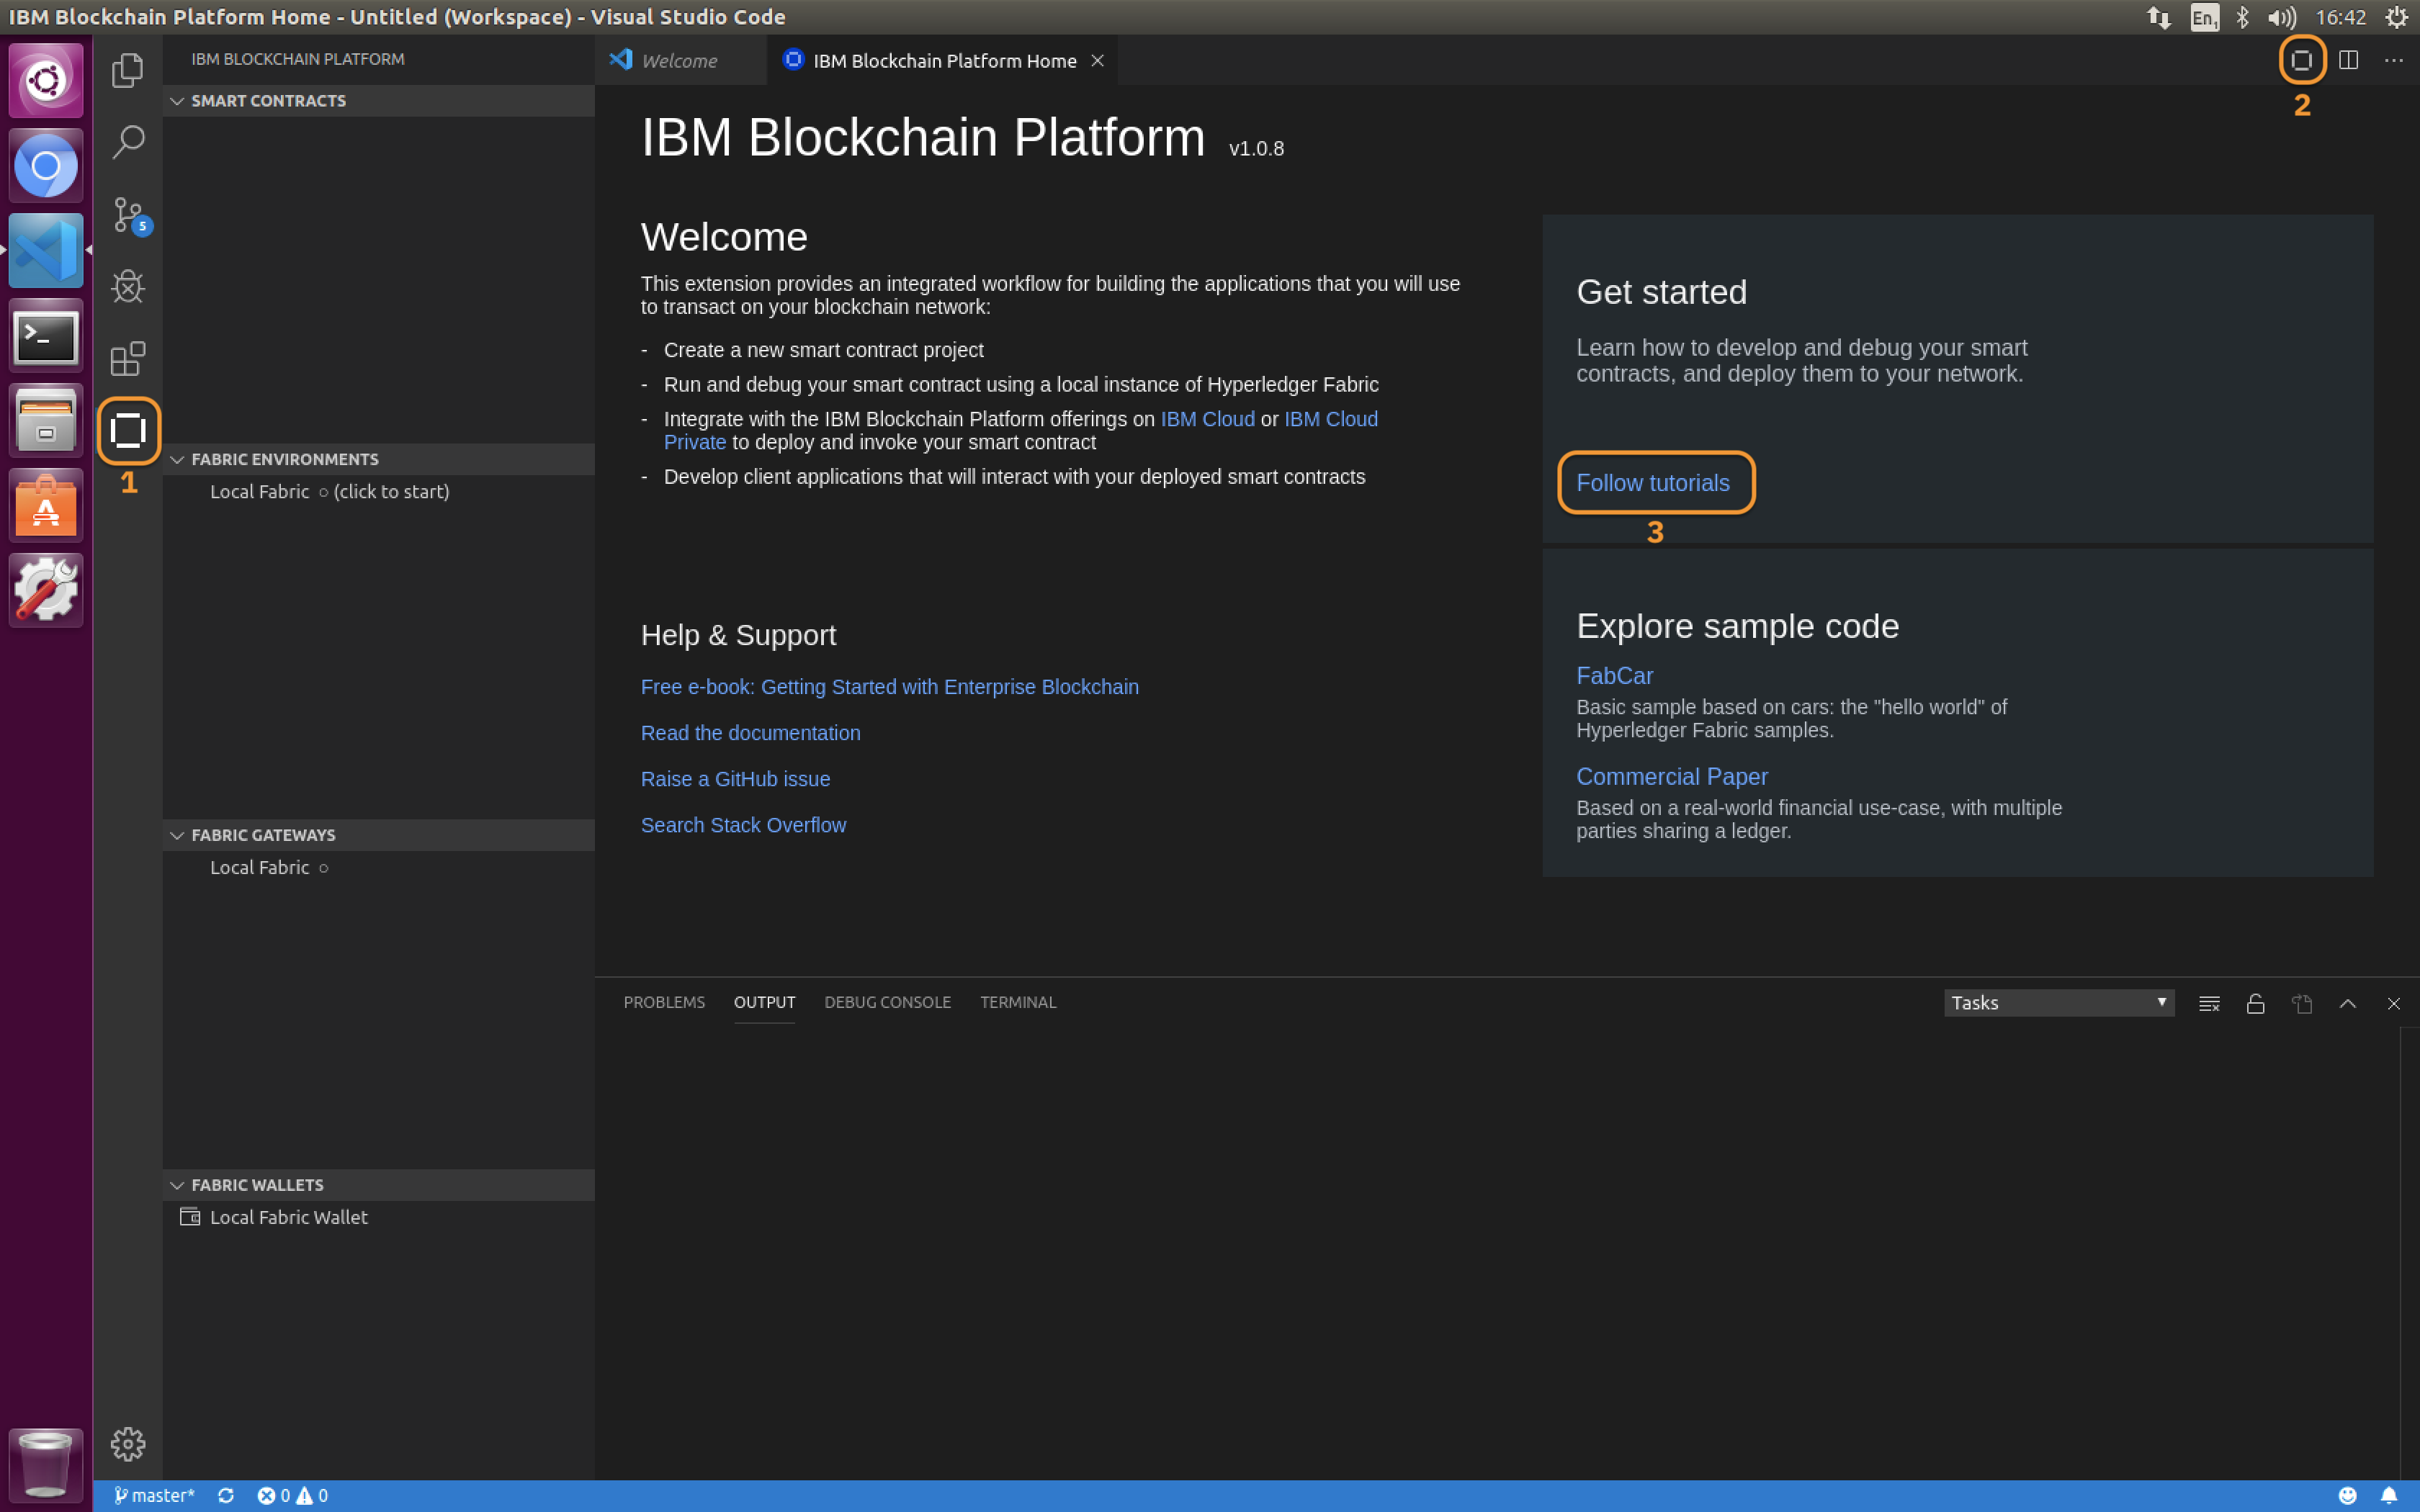 IBM Blockchain Platform Home - Untitled (Workspace) - Visual Studio Code
En1
16:42
IBM BLOCKCHAIN PLATFORM
Welcome
IBM Blockchain Platform Home
2
SMART CONTRACTS
5
1
FABRIC ENVIRONMENTS
Local Fabric ○ (click to start)
FABRIC GATEWAYS
Local Fabric ○
FABRIC WALLETS
Local Fabric Wallet
IBM Blockchain Platform v1.0.8
Welcome
This extension provides an integrated workflow for building the applications that you will use
to transact on your blockchain network:
- Create a new smart contract project
- Run and debug your smart contract using a local instance of Hyperledger Fabric
- Integrate with the IBM Blockchain Platform offerings on IBM Cloud or IBM Cloud
Private to deploy and invoke your smart contract
- Develop client applications that will interact with your deployed smart contracts
Help & Support
Free e-book: Getting Started with Enterprise Blockchain
Read the documentation
Raise a GitHub issue
Search Stack Overflow
Get started
Learn how to develop and debug your smart
contracts, and deploy them to your network.
Follow tutorials
3
Explore sample code
FabCar
Basic sample based on cars: the "hello world" of
Hyperledger Fabric samples.
Commercial Paper
Based on a real-world financial use-case, with multiple
parties sharing a ledger.
PROBLEMS OUTPUT DEBUG CONSOLE TERMINAL
Tasks
master* 0 0